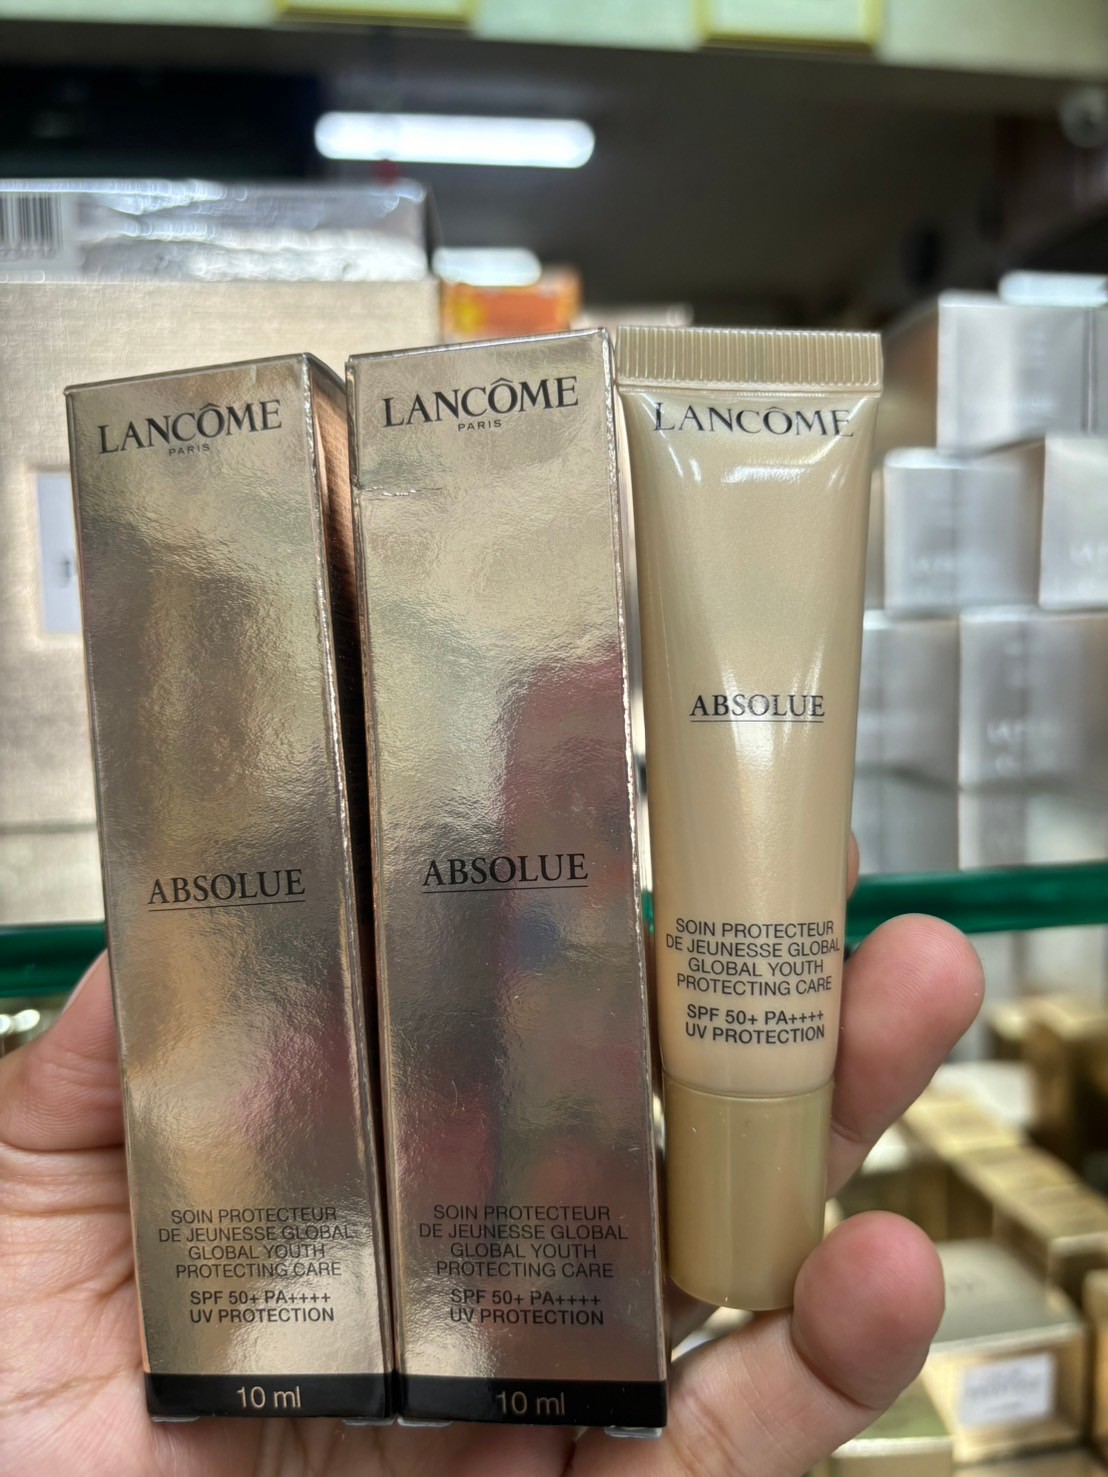 LANCÔME
PARIS
ABSOLUE
SOIN PROTECTEUR
DE JEUNESSE GLOBAL
GLOBAL YOUTH
PROTECTING CARE
SPF 50+ PA++++
UV PROTECTION
10 ml
LANCÔME
PARIS
ABSOLUE
SOIN PROTECTEUR
DE JEUNESSE GLOBAL
GLOBAL YOUTH
PROTECTING CARE
SPF 50+ PA++++
UV PROTECTION
10 ml
LANCÔME
ABSOLUE
SOIN PROTECTEUR
DE JEUNESSE GLOBAL
GLOBAL YOUTH
PROTECTING CARE
SPF 50+ PA++++
UV PROTECTION